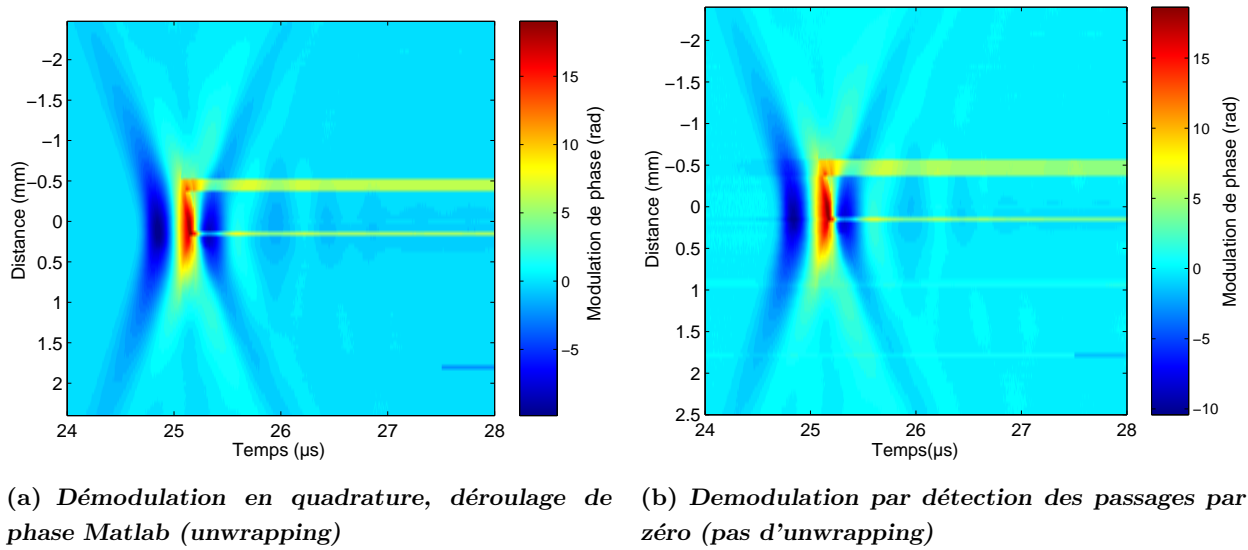 −2
−1.5
−1
−0.5
0
0.5
1
1.5
2
Distance (mm)
24 25 26 27 28
Temps (µs)
15
10
5
0
−5
Modulation de phase (rad)
−2
−1.5
−1
−0.5
0
0.5
1
1.5
2
2.5
Distance (mm)
24 25 26 27 28
Temps(µs)
15
10
5
0
−5
−10
Modulation de phase (rad)
(a) Démodulation en quadrature, déroulage de
phase Matlab (unwrapping)
(b) Demodulation par détection des passages par
zéro (pas d'unwrapping)